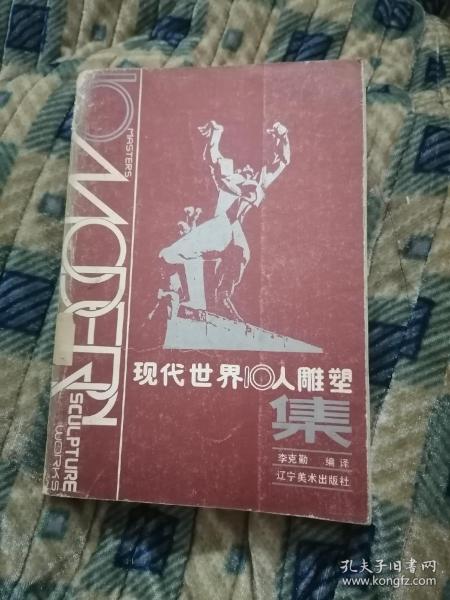 10
MASTERS'
MODERN
SCULPTURE
WORKS
现代世界10人雕塑
集
李克勤 编译
辽宁美术出版社
孔夫子旧书网
www.kongfz.com